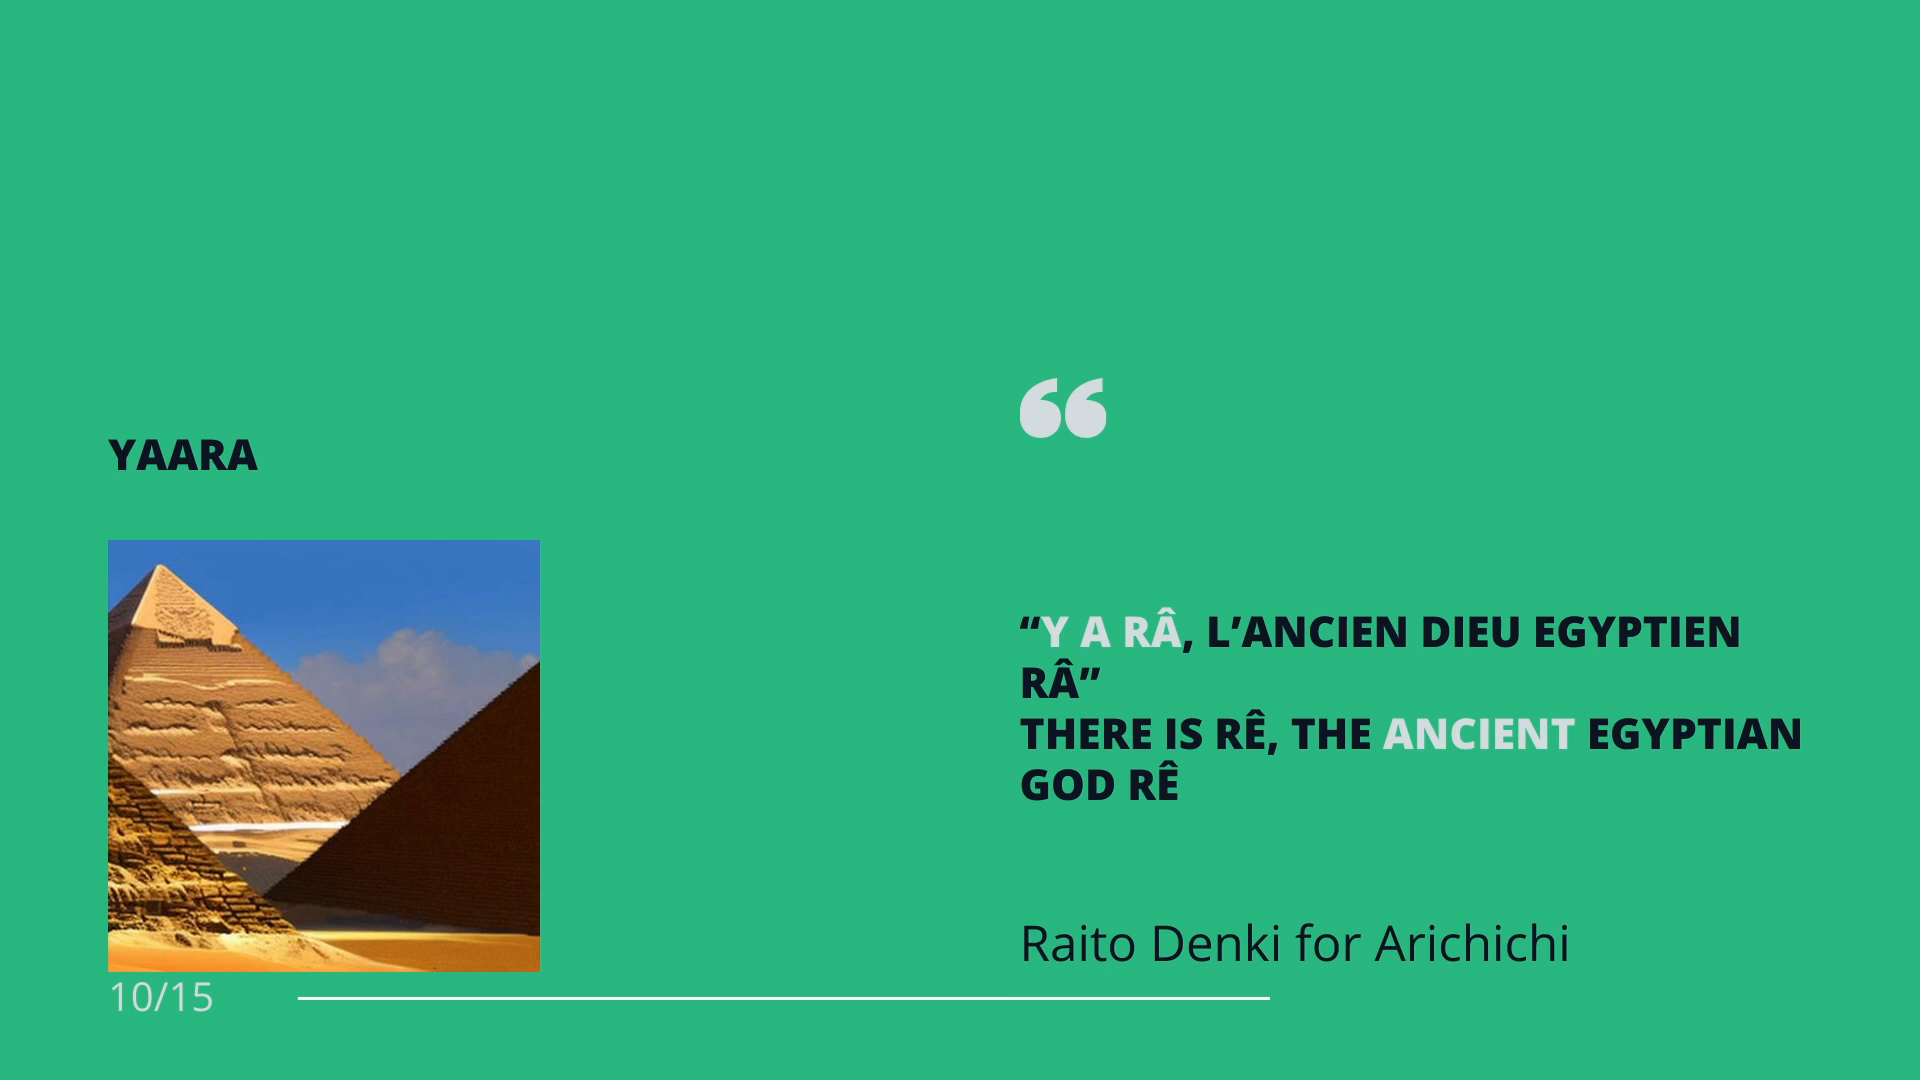 YAARA
“Y A RÂ, L’ANCIEN DIEU EGYPTIEN
RÂ”
THERE IS RÊ, THE ANCIENT EGYPTIAN
GOD RÊ
Raito Denki for Arichichi
10/15